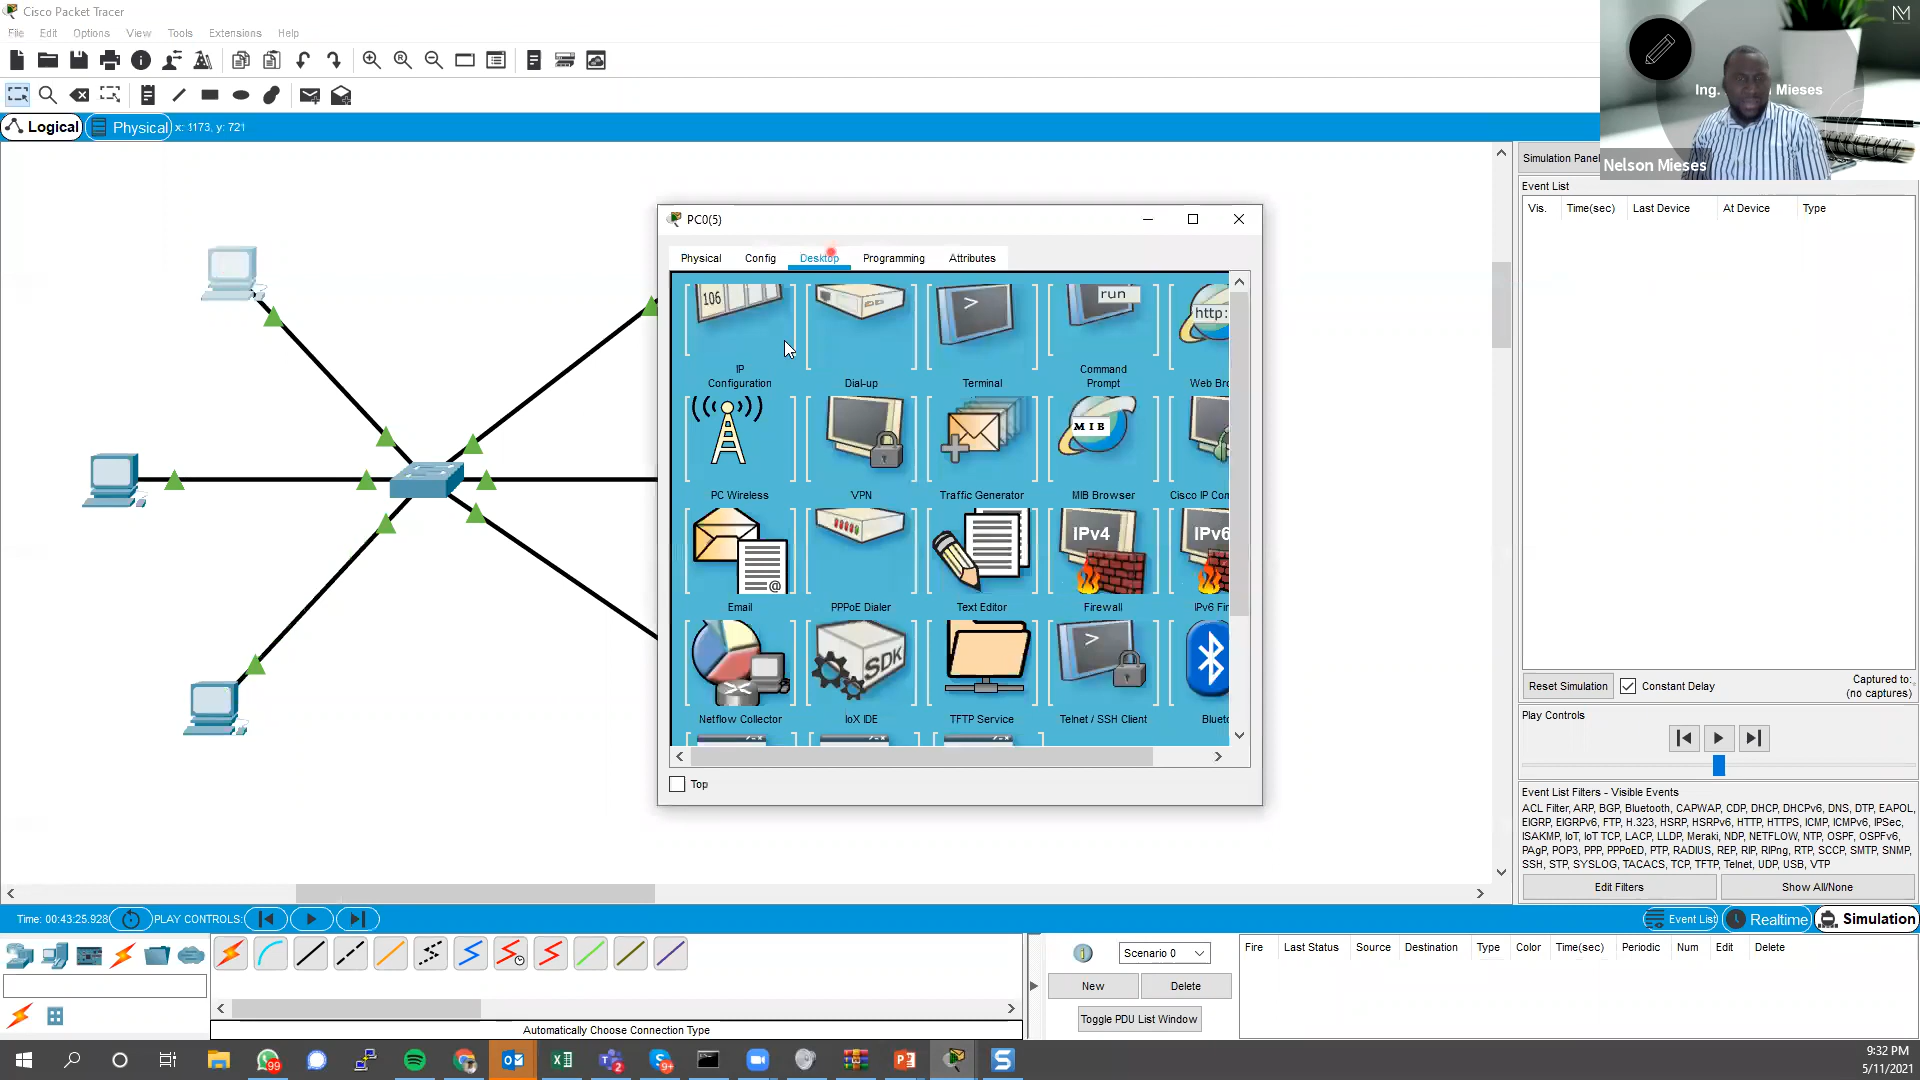 Cisco Packet Tracer
File Edit Options View Tools Extensions Help
Logical Physical x: 1173, y: 721
Ing. Mieses
Nelson Mieses
Simulation Panel
Event List
Vis. Time(sec) Last Device At Device Type
PC0(5)
Physical Config Desktop Programming Attributes
106 > run http:
IP Configuration
Dial-up
Terminal
Command Prompt
Web Bro
MIB
PC Wireless VPN Traffic Generator MIB Browser Cisco IP Com
@ IPv4 IPv6
Email PPPoE Dialer Text Editor Firewall IPv6 Fir
SDK >
Netflow Collector IoX IDE TFTP Service Telnet / SSH Client Blueto
Top
Reset Simulation Constant Delay Captured to:
(no captures)
Play Controls
Event List Filters - Visible Events
ACL Filter, ARP, BGP, Bluetooth, CAPWAP, CDP, DHCP, DHCPv6, DNS, DTP, EAPOL,
EIGRP, EIGRPv6, FTP, H.323, HSRP, HSRPv6, HTTP, HTTPS, ICMP, ICMPv6, IPSec,
ISAKMP, IoT, IoT TCP, LACP, LLDP, Meraki, NDP, NETFLOW, NTP, OSPF, OSPFv6,
PAgP, POP3, PPP, PPPoED, PTP, RADIUS, REP, RIP, RIPng, RTP, SCCP, SMTP, SNMP,
SSH, STP, SYSLOG, TACACS, TCP, TFTP, Telnet, UDP, USB, VTP
Edit Filters Show All/None
Time: 00:43:25.928 PLAY CONTROLS: Event List Realtime Simulation
Scenario 0
New Delete
Toggle PDU List Window
Fire Last Status Source Destination Type Color Time(sec) Periodic Num Edit Delete
Automatically Choose Connection Type
99 2 9+
9:32 PM
5/11/2021